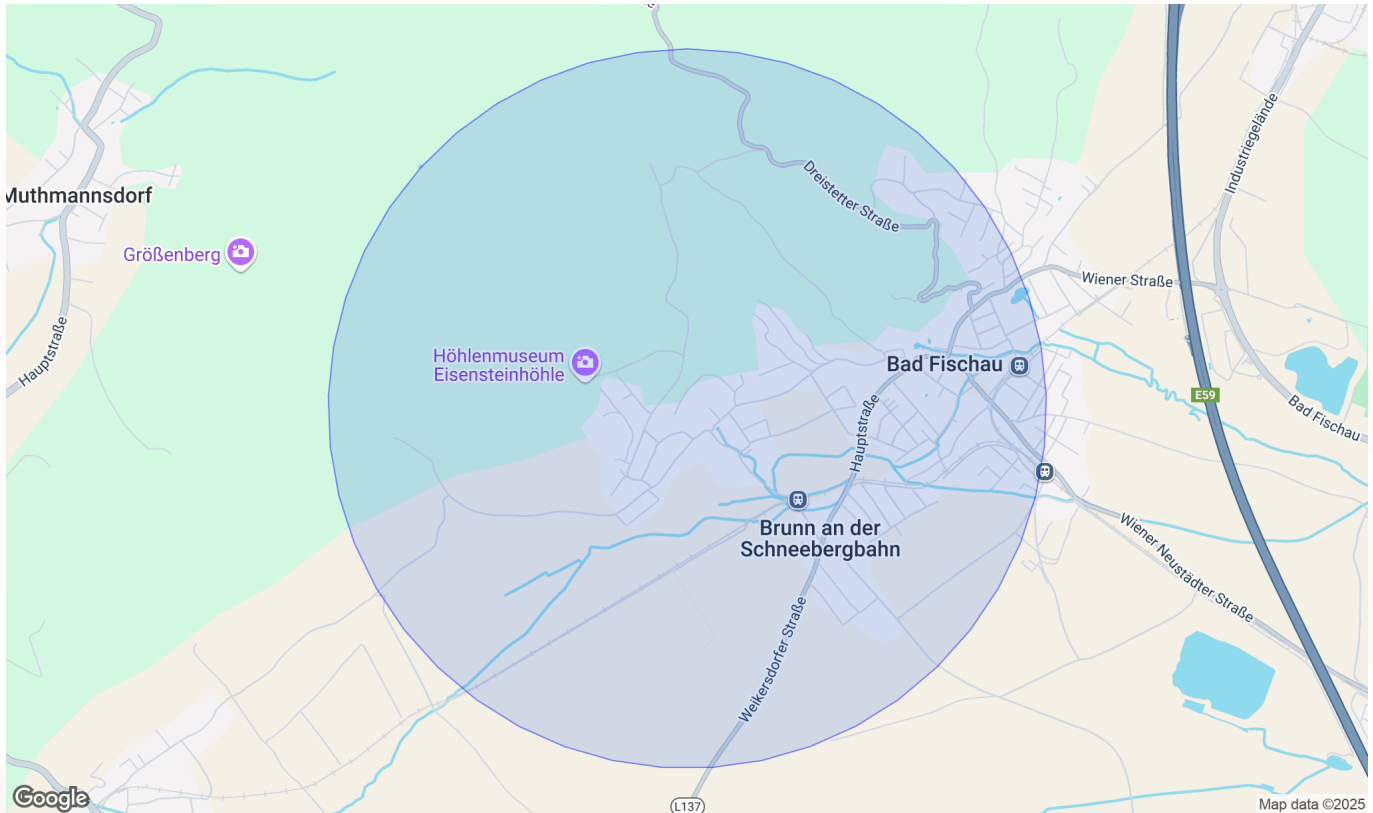 Muthmannsdorf
Größenberg
Hauptstraße
Höhlenmuseum
Eisensteinhöhle
Dreistetter Straße
Industriegelände
Wiener Straße
Bad Fischau
E59
Bad Fischau
Hauptstraße
Brunn an der
Schneebergbahn
Wiener Neustädter Straße
Weikersdorfer Straße
L137
Google
Map data ©2025